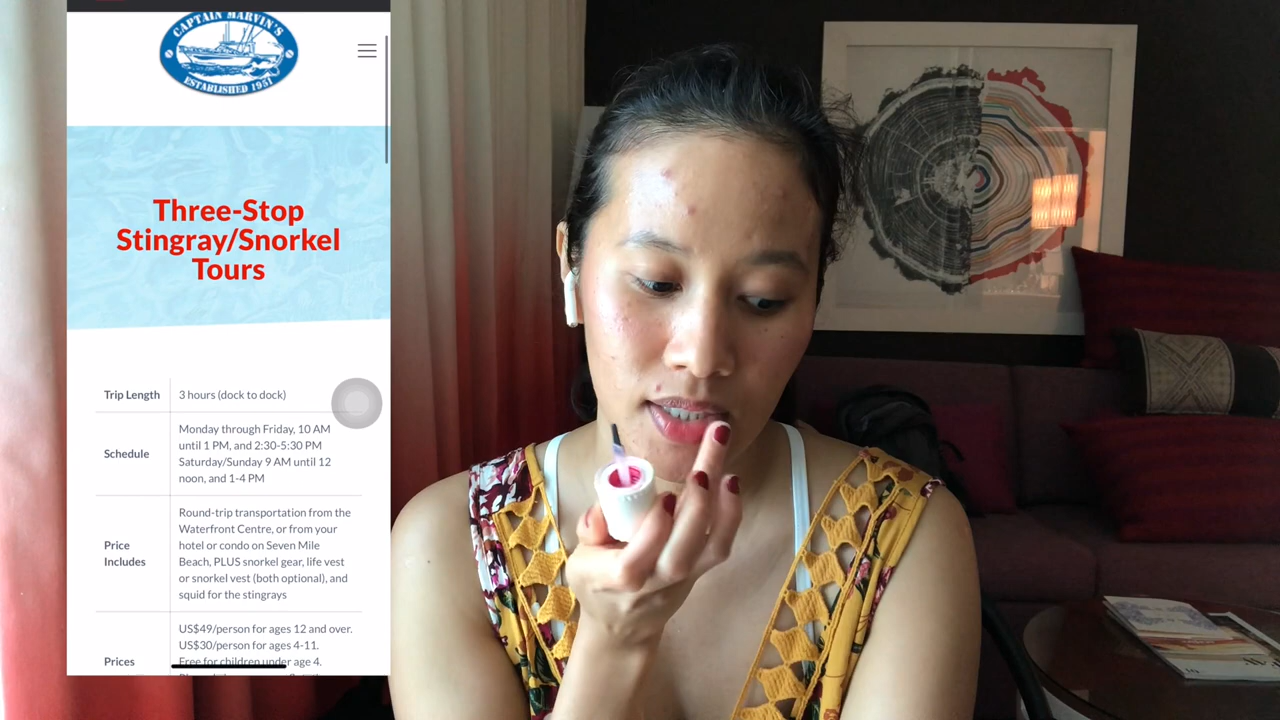 CAPTAIN MARVIN'S
ESTABLISHED 1951
Three-Stop
Stingray/Snorkel
Tours
Trip Length
3 hours (dock to dock)
Schedule
Monday through Friday, 10 AM
until 1 PM, and 2:30-5:30 PM
Saturday/Sunday 9 AM until 12
noon, and 1-4 PM
Price
Includes
Round-trip transportation from the
Waterfront Centre, or from your
hotel or condo on Seven Mile
Beach, PLUS snorkel gear, life vest
or snorkel vest (both optional), and
squid for the stingrays
Prices
US$49/person for ages 12 and over.
US$30/person for ages 4-11.
Free for children under age 4.